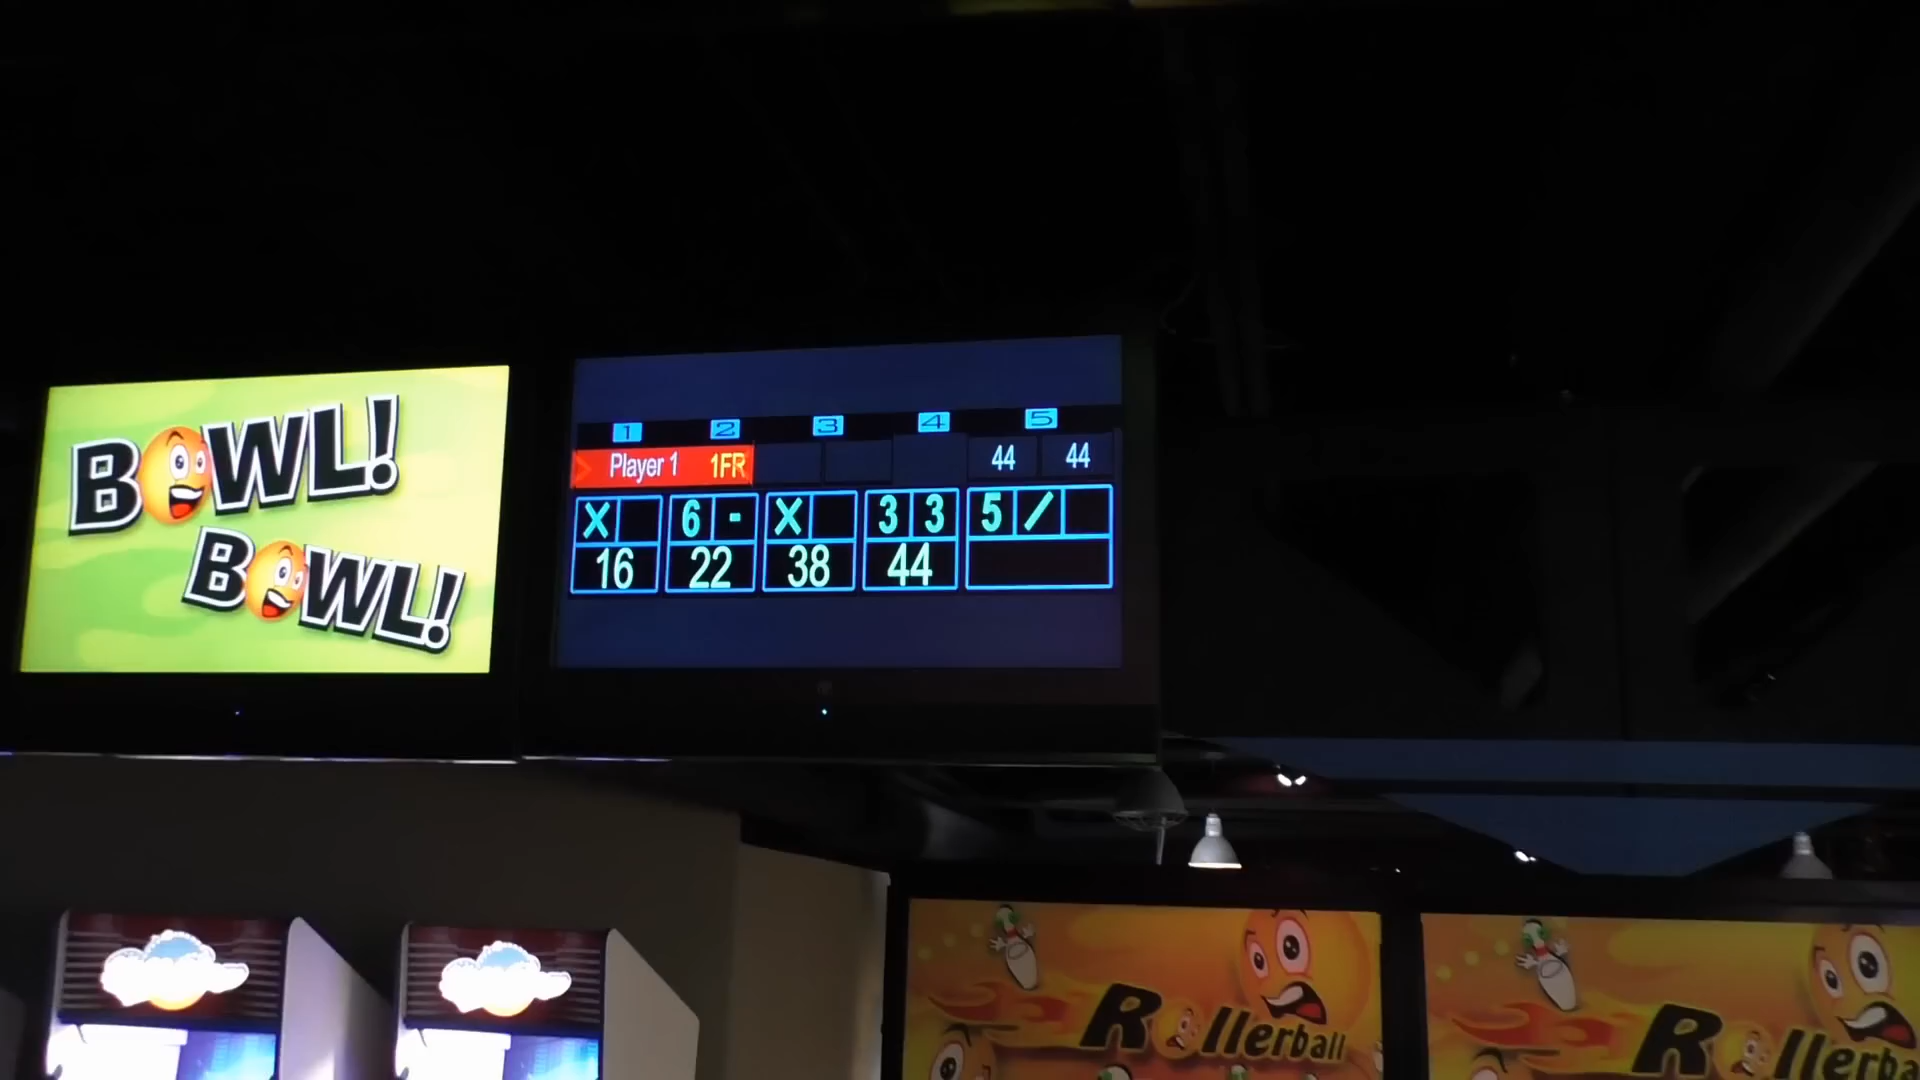 BOWL!
BOWL!
1 2 3 4 5
Player 1 1FR 44 44
X 6 - X 3 3 5 /
16 22 38 44
Rollerball
Rollerba